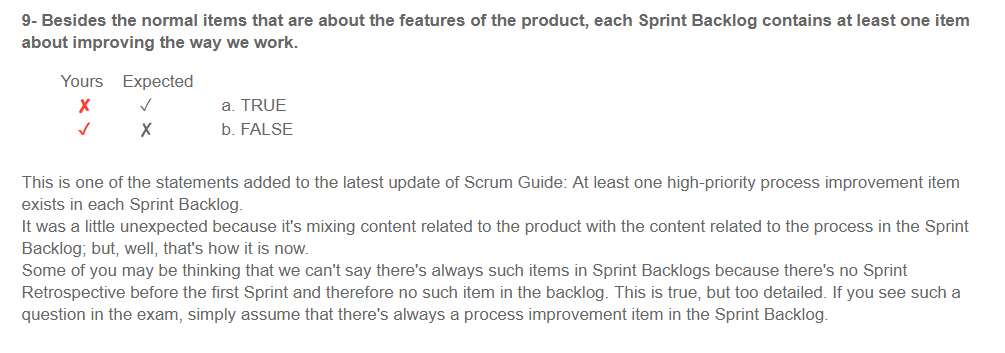 9- Besides the normal items that are about the features of the product, each Sprint Backlog contains at least one item
about improving the way we work.
Yours Expected
✗ ✓ a. TRUE
✓ ✗ b. FALSE
This is one of the statements added to the latest update of Scrum Guide: At least one high-priority process improvement item
exists in each Sprint Backlog.
It was a little unexpected because it's mixing content related to the product with the content related to the process in the Sprint
Backlog; but, well, that's how it is now.
Some of you may be thinking that we can't say there's always such items in Sprint Backlogs because there's no Sprint
Retrospective before the first Sprint and therefore no such item in the backlog. This is true, but too detailed. If you see such a
question in the exam, simply assume that there's always a process improvement item in the Sprint Backlog.